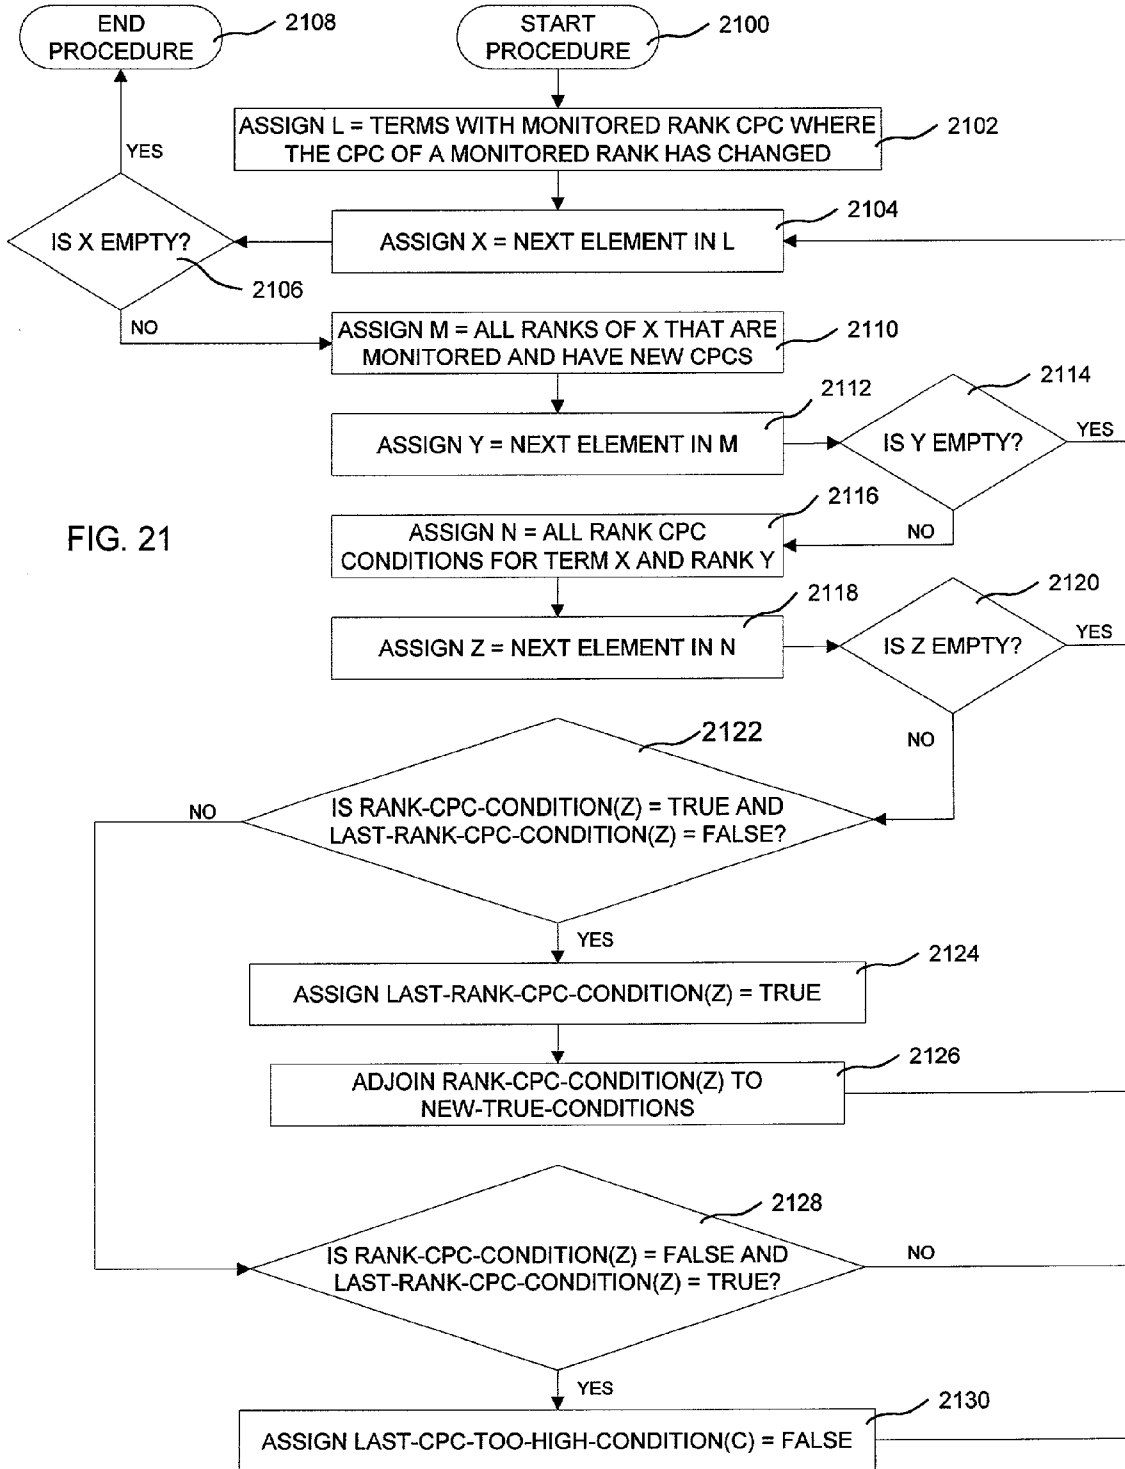 END
PROCEDURE
2108
START
PROCEDURE
2100
ASSIGN L = TERMS WITH MONITORED RANK CPC WHERE
THE CPC OF A MONITORED RANK HAS CHANGED
2102
YES
2104
ASSIGN X = NEXT ELEMENT IN L
IS X EMPTY?
2106
NO
ASSIGN M = ALL RANKS OF X THAT ARE
MONITORED AND HAVE NEW CPCS
2110
2112
ASSIGN Y = NEXT ELEMENT IN M
2114
IS Y EMPTY?
YES
NO
FIG. 21
2116
ASSIGN N = ALL RANK CPC
CONDITIONS FOR TERM X AND RANK Y
2118
ASSIGN Z = NEXT ELEMENT IN N
2120
IS Z EMPTY?
YES
NO
2122
IS RANK-CPC-CONDITION(Z) = TRUE AND
LAST-RANK-CPC-CONDITION(Z) = FALSE?
NO
YES
2124
ASSIGN LAST-RANK-CPC-CONDITION(Z) = TRUE
2126
ADJOIN RANK-CPC-CONDITION(Z) TO
NEW-TRUE-CONDITIONS
2128
IS RANK-CPC-CONDITION(Z) = FALSE AND
LAST-RANK-CPC-CONDITION(Z) = TRUE?
NO
YES
2130
ASSIGN LAST-CPC-TOO-HIGH-CONDITION(C) = FALSE